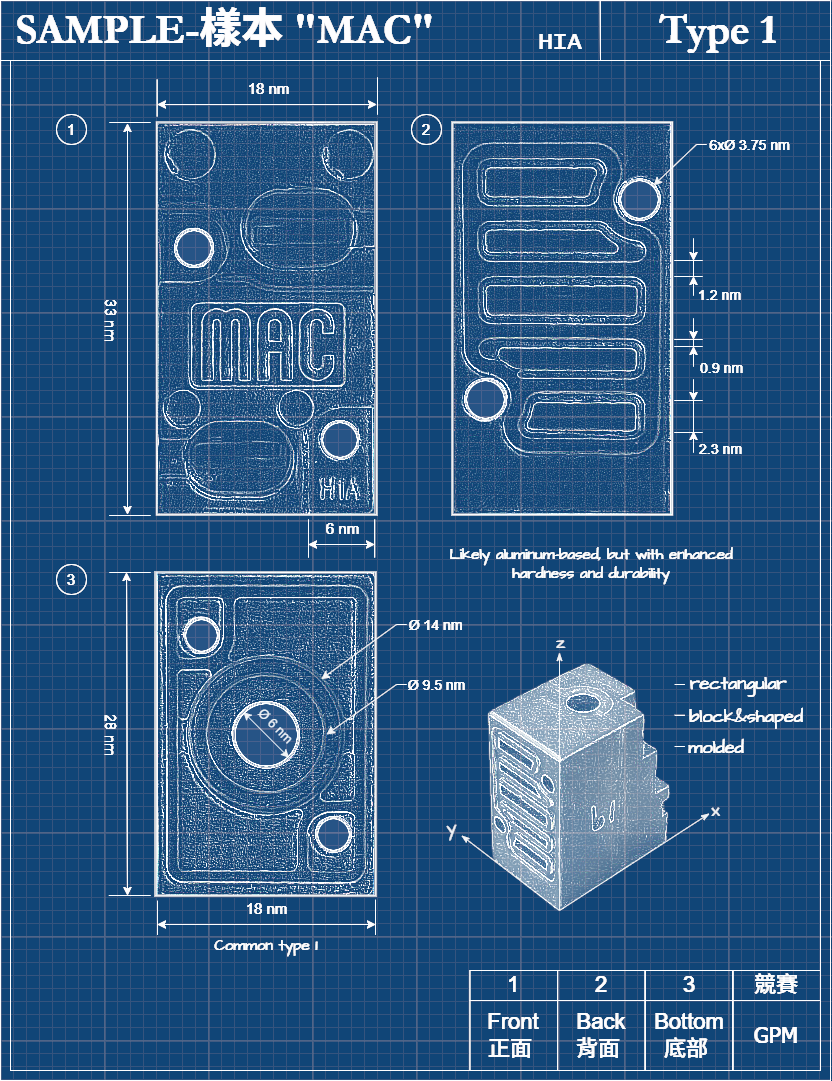 SAMPLE-樣本 "MAC"
HIA
Type 1
18 nm
1
2
6xØ 3.75 nm
33 nm
1.2 nm
MAC
0.9 nm
2.3 nm
HIA
6 nm
Likely aluminum-based, but with enhanced
hardness and durability
3
Ø 14 nm
Ø 9.5 nm
Ø 6 nm
28 nm
z
rectangular
block&shaped
molded
x
y
18 nm
Common type 1
1 2 3 競賽
Front Back Bottom GPM
正面 背面 底部